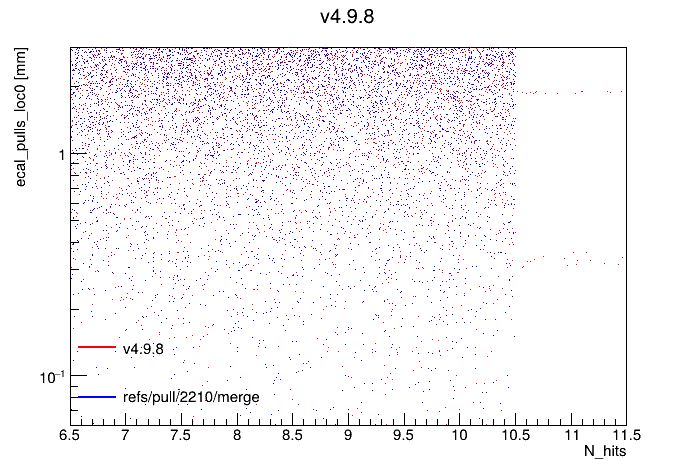 v4.9.8
ecal_pulls_loc0 [mm]
1
10⁻¹
v4.9.8
refs/pull/2210/merge
6.5 7 7.5 8 8.5 9 9.5 10 10.5 11 11.5
N_hits